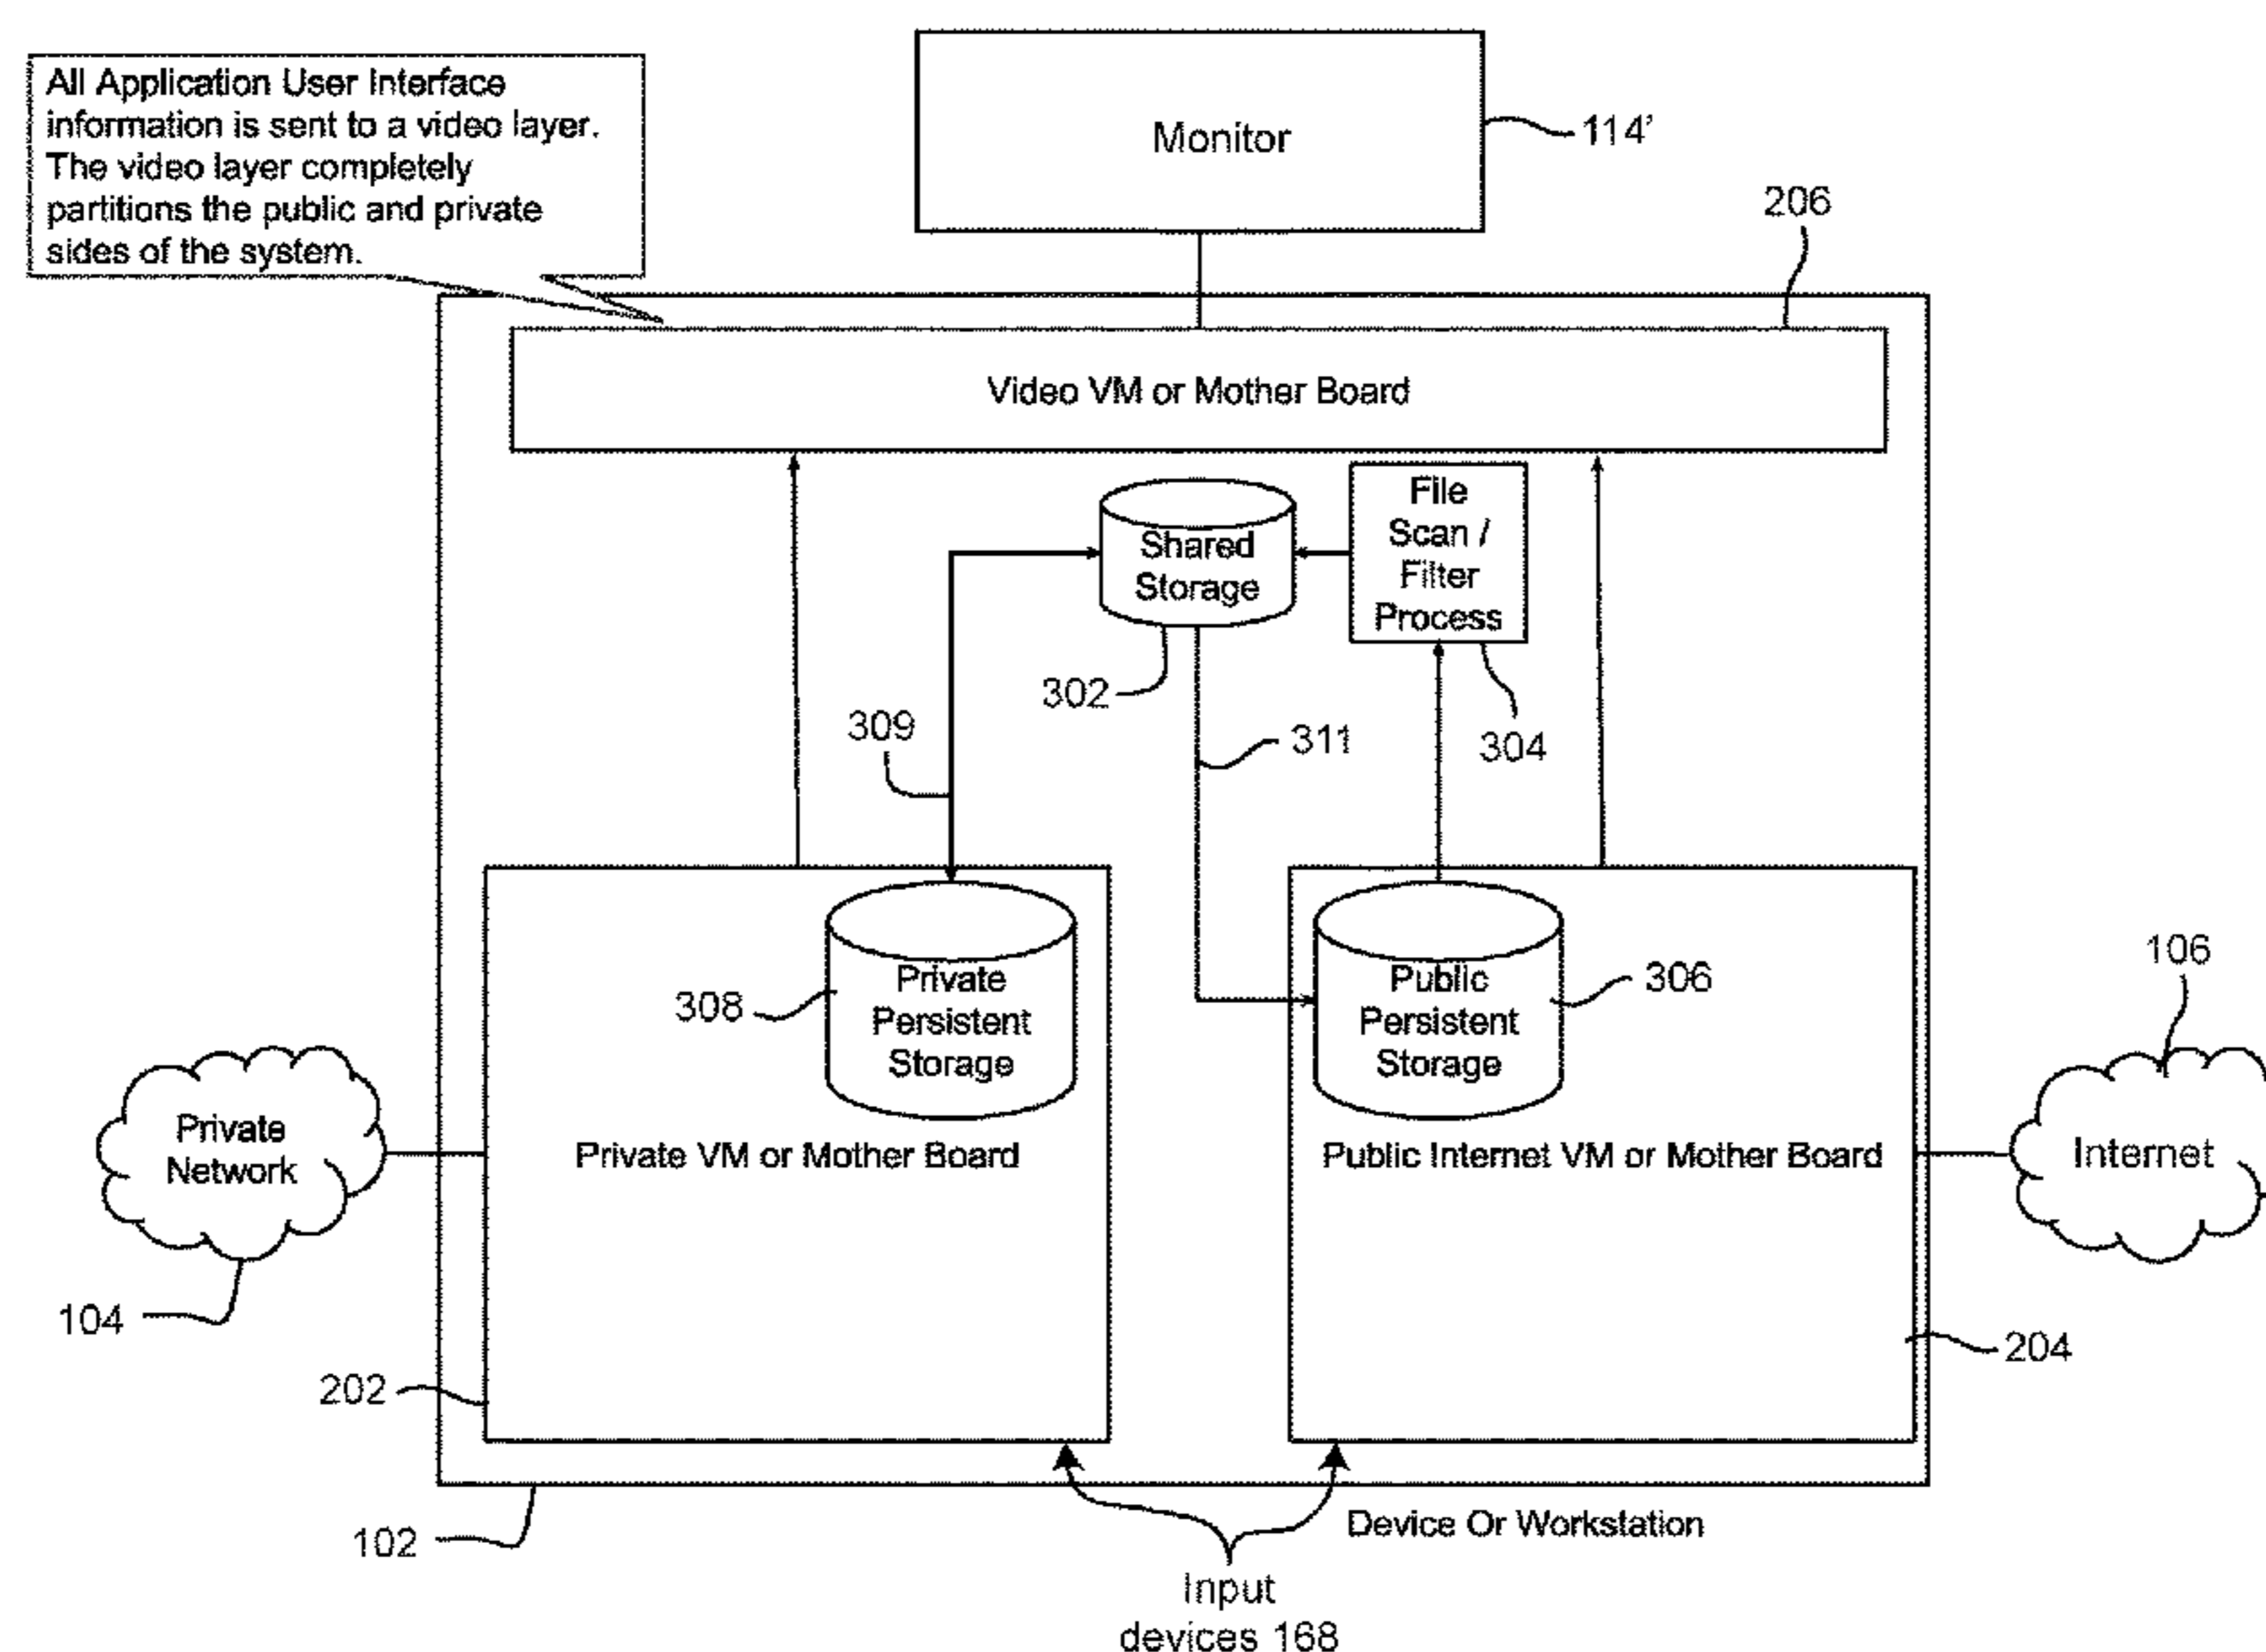 All Application User Interface
information is sent to a video layer.
The video layer completely
partitions the public and private
sides of the system.
Monitor
114'
206
Video VM or Mother Board
Shared
Storage
File
Scan /
Filter
Process
302
304
309
311
Private
Persistent
Storage
308
Public
Persistent
Storage
306
106
Private
Network
Private VM or Mother Board
Public Internet VM or Mother Board
Internet
104
202
204
102
Device Or Workstation
Input
devices 168